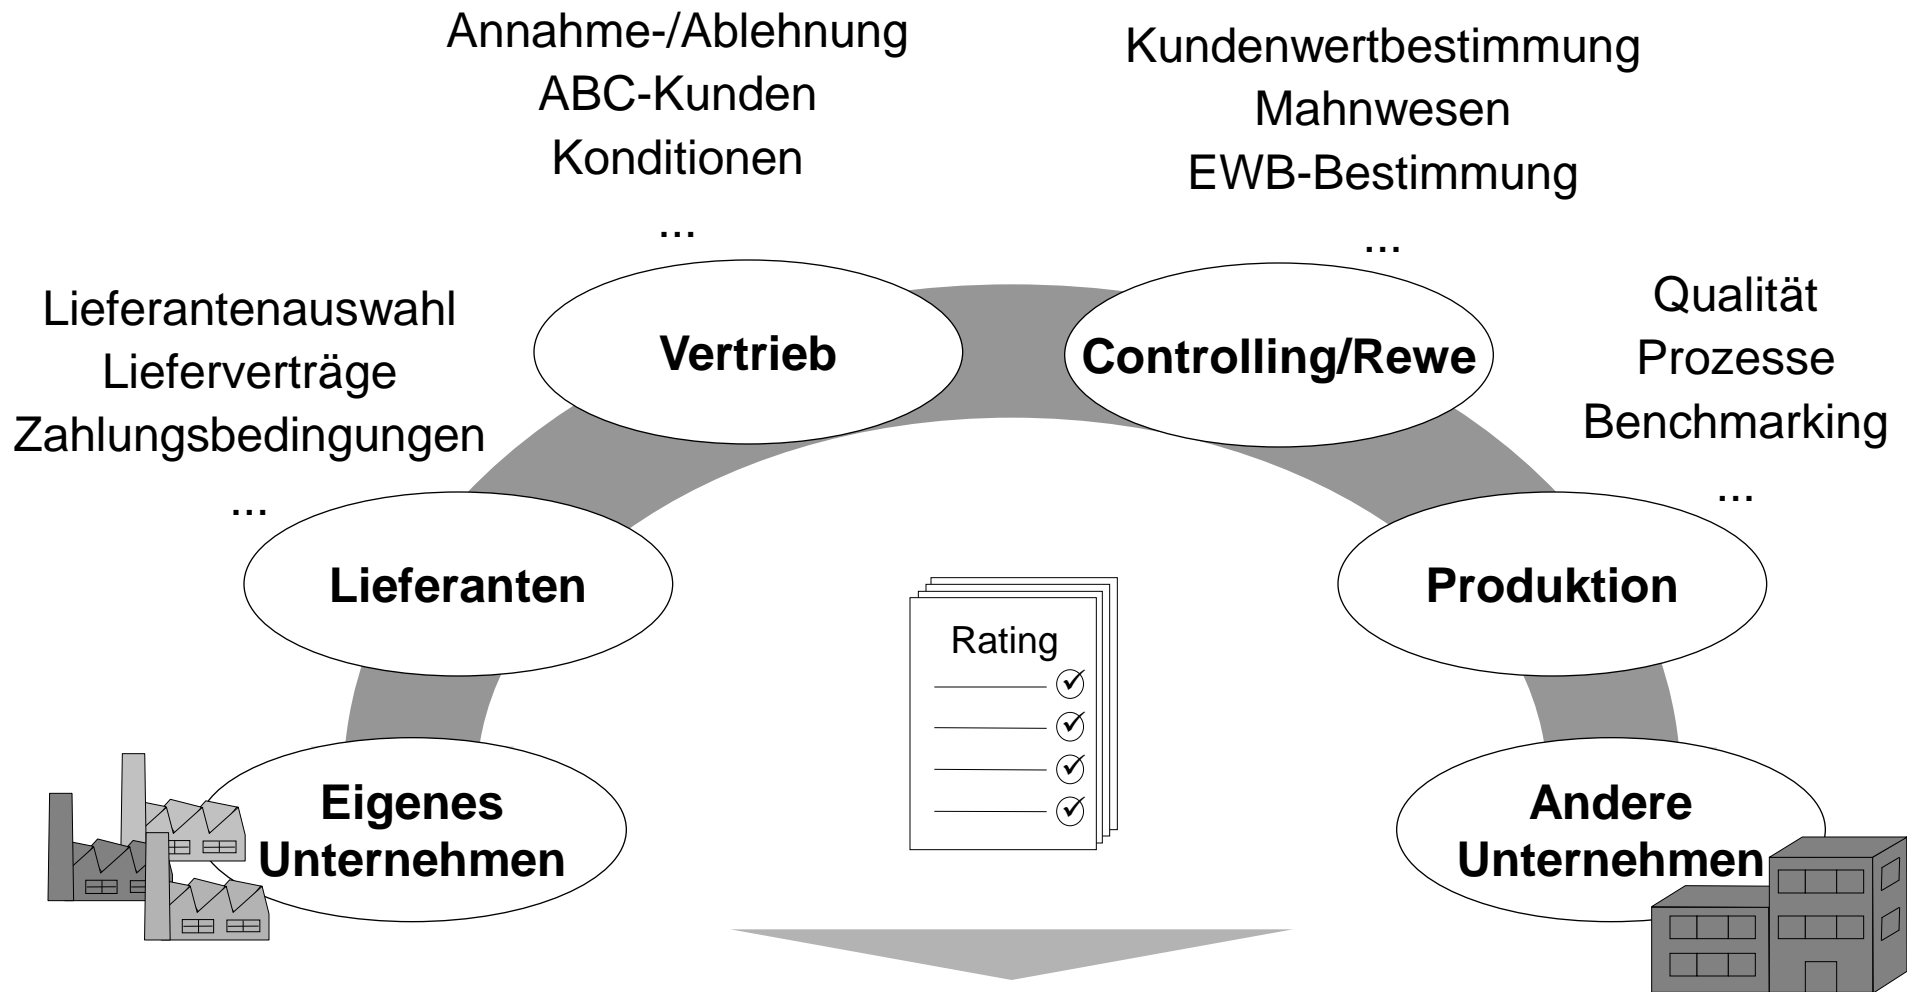 Annahme-/Ablehnung
ABC-Kunden
Konditionen
...
Kundenwertbestimmung
Mahnwesen
EWB-Bestimmung
...
Lieferantenauswahl
Lieferverträge
Zahlungsbedingungen
...
Qualität
Prozesse
Benchmarking
...
Vertrieb
Controlling/Rewe
Lieferanten
Produktion
Rating
Eigenes
Unternehmen
Andere
Unternehmen